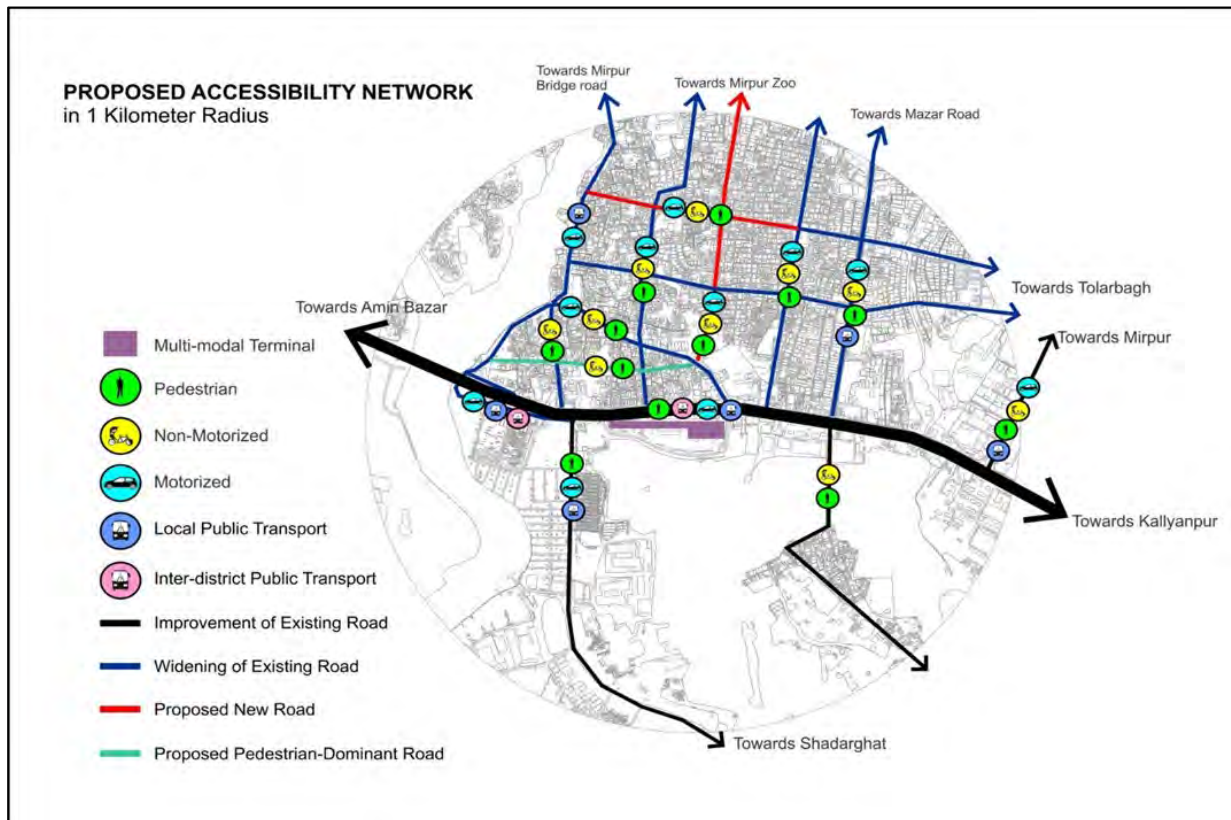 PROPOSED ACCESSIBILITY NETWORK
in 1 Kilometer Radius
Towards Mirpur
Bridge road
Towards Mirpur Zoo
Towards Mazar Road
Towards Amin Bazar
Towards Tolarbagh
Towards Mirpur
Multi-modal Terminal
Pedestrian
Non-Motorized
Motorized
Local Public Transport
Inter-district Public Transport
Improvement of Existing Road
Widening of Existing Road
Proposed New Road
Proposed Pedestrian-Dominant Road
Towards Kallyanpur
Towards Shadarghat